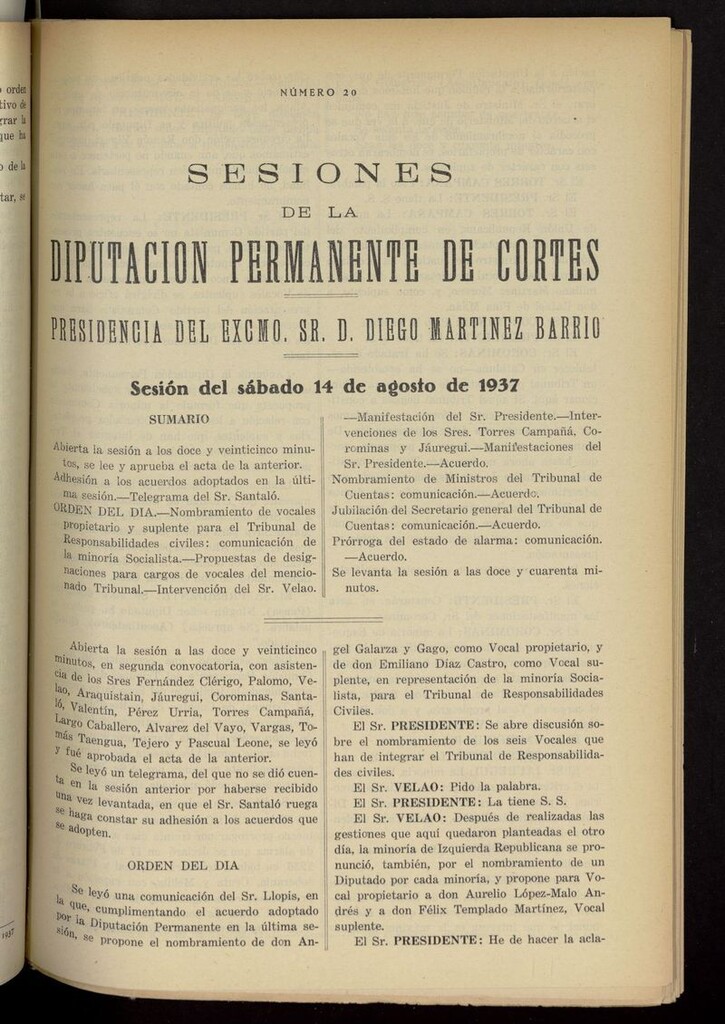 orden
tivo de
grar la
que ha
o de la
tar, se
1937
NÚMERO 20
SESIONES
DE LA
DIPUTACION PERMANENTE DE CORTES
PRESIDENCIA DEL EXCMO. SR. D. DIEGO MARTINEZ BARRIO
Sesión del sábado 14 de agosto de 1937
SUMARIO
Abierta la sesión a los doce y veinticinco minu-
tos, se lee y aprueba el acta de la anterior.
Adhesión a los acuerdos adoptados en la últi-
ma sesión.—Telegrama del Sr. Santaló.
ORDEN DEL DIA.—Nombramiento de vocales
propietario y suplente para el Tribunal de
Responsabilidades civiles: comunicación de
la minoría Socialista.—Propuestas de desig-
naciones para cargos de vocales del mencio-
nado Tribunal.—Intervención del Sr. Velao.
—Manifestación del Sr. Presidente.—Inter-
venciones de los Sres. Torres Campañá, Co-
rominas y Jáuregui.—Manifestaciones del
Sr. Presidente.—Acuerdo.
Nombramiento de Ministros del Tribunal de
Cuentas: comunicación.—Acuerdo.
Jubilación del Secretario general del Tribunal de
Cuentas: comunicación.—Acuerdo.
Prórroga del estado de alarma: comunicación.
—Acuerdo.
Se levanta la sesión a las doce y cuarenta mi-
nutos.
Abierta la sesión a las doce y veinticinco
minutos, en segunda convocatoria, con asisten-
cia de los Sres Fernández Clérigo, Palomo, Ve-
lao, Araquistain, Jáuregui, Corominas, Santa-
ló, Valentín, Pérez Urría, Torres Campañá,
Largo Caballero, Alvarez del Vayo, Vargas, To-
más Taengua, Tejero y Pascual Leone, se leyó
y fué aprobada el acta de la anterior.
Se leyó un telegrama, del que no se dió cuen-
ta en la sesión anterior por haberse recibido
una vez levantada, en que el Sr. Santaló ruega
se haga constar su adhesión a los acuerdos que
se adopten.
ORDEN DEL DIA
Se leyó una comunicación del Sr. Llopis, en
la que, cumplimentando el acuerdo adoptado
por la Diputación Permanente en la última se-
sión, se propone el nombramiento de don An-
gel Galarza y Gago, como Vocal propietario, y
de don Emiliano Díaz Castro, como Vocal su-
plente, en representación de la minoría Socia-
lista, para el Tribunal de Responsabilidades
Civiles.
El Sr. PRESIDENTE: Se abre discusión so-
bre el nombramiento de los seis Vocales que
han de integrar el Tribunal de Responsabilida-
des civiles.
El Sr. VELAO: Pido la palabra.
El Sr. PRESIDENTE: La tiene S. S.
El Sr. VELAO: Después de realizadas las
gestiones que aquí quedaron planteadas el otro
día, la minoría de Izquierda Republicana se pro-
nunció, también, por el nombramiento de un
Diputado por cada minoría, y propone para Vo-
cal propietario a don Aurelio López-Malo An-
drés y a don Félix Templado Martínez, Vocal
suplente.
El Sr. PRESIDENTE: He de hacer la acla-